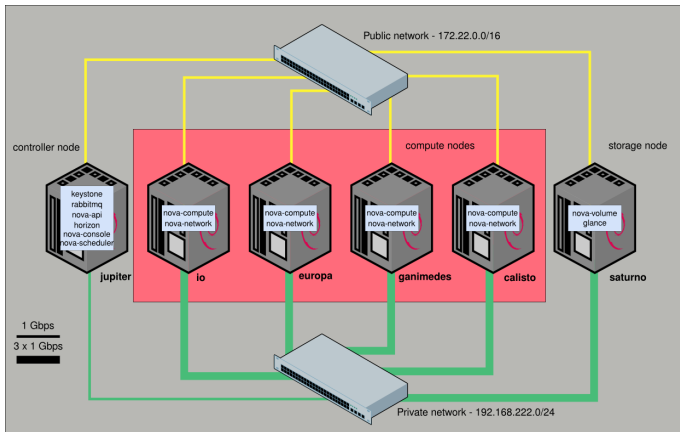 Public network - 172.22.0.0/16
controller node
compute nodes
storage node
keystone
rabbitmq
nova-api
horizon
nova-console
nova-scheduler
nova-compute
nova-network
nova-compute
nova-network
nova-compute
nova-network
nova-compute
nova-network
nova-volume
glance
jupiter
io
europa
ganimedes
calisto
saturno
1 Gbps
3 x 1 Gbps
Private network - 192.168.222.0/24